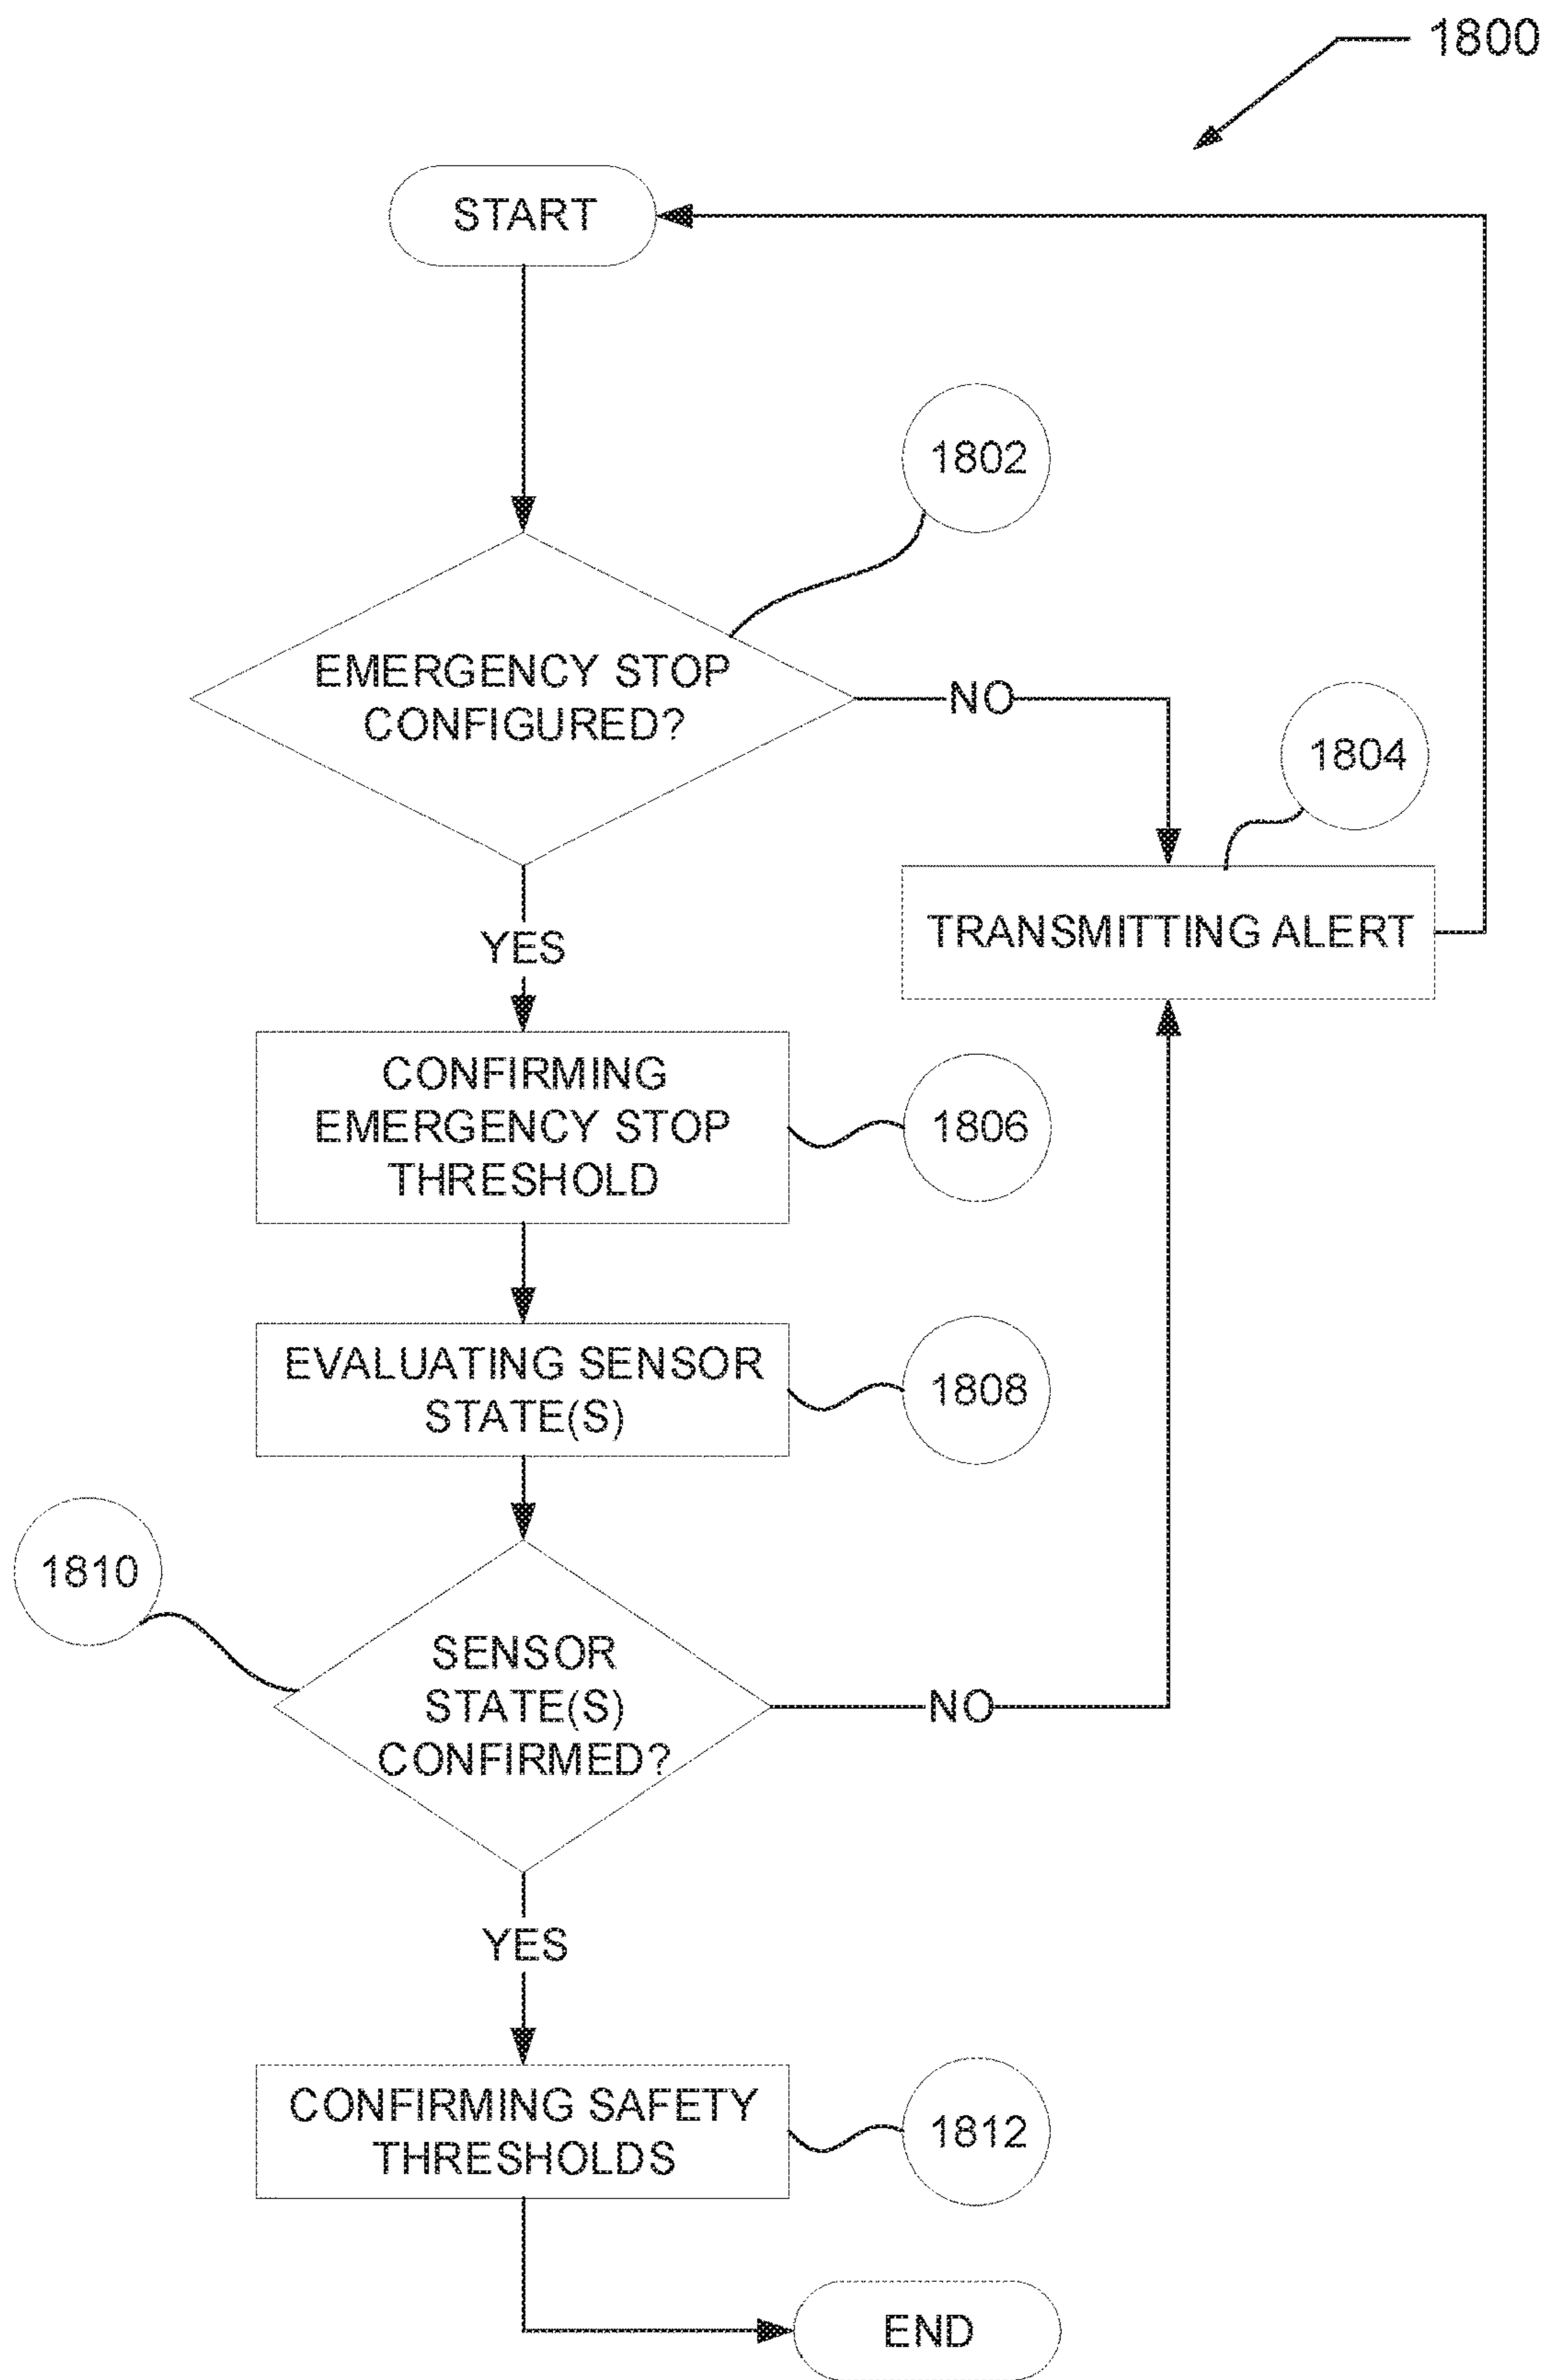 1800
START
1802
EMERGENCY STOP
CONFIGURED?
NO
1804
TRANSMITTING ALERT
YES
CONFIRMING
EMERGENCY STOP
THRESHOLD
1806
EVALUATING SENSOR
STATE(S)
1808
1810
SENSOR
STATE(S)
CONFIRMED?
NO
YES
CONFIRMING SAFETY
THRESHOLDS
1812
END